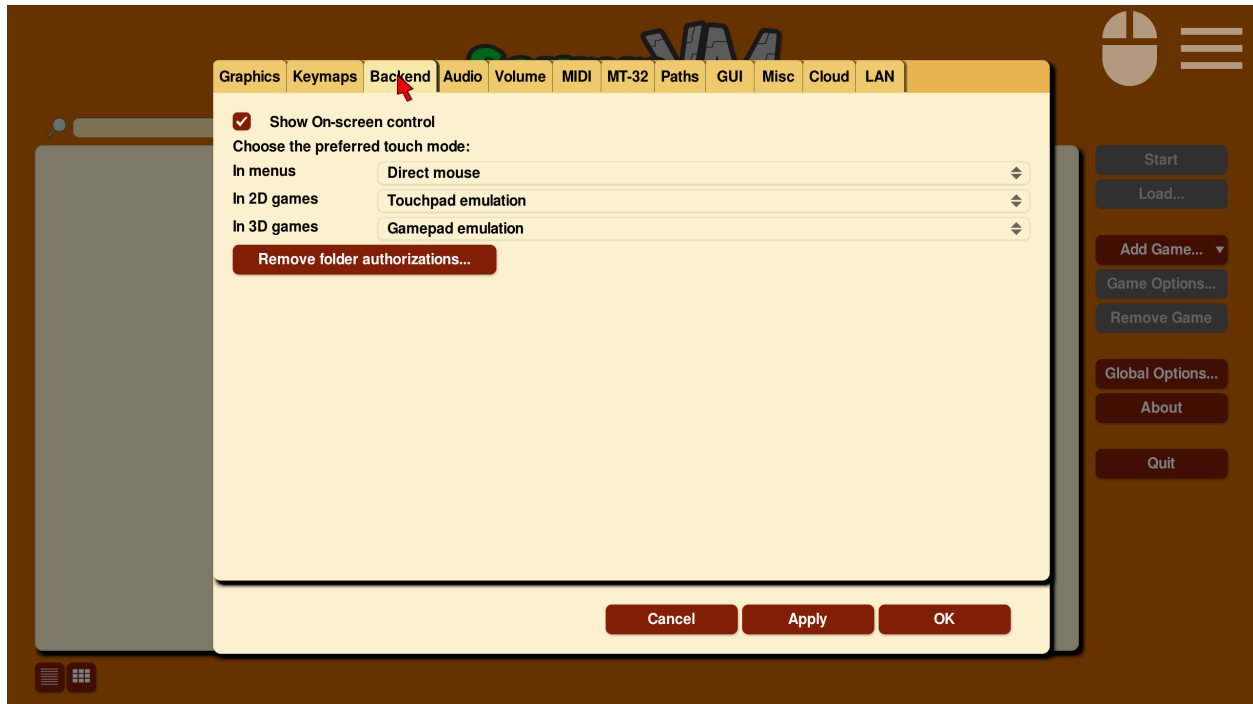 Graphics Keymaps Backend Audio Volume MIDI MT-32 Paths GUI Misc Cloud LAN
Show On-screen control
Choose the preferred touch mode:
In menus Direct mouse
In 2D games Touchpad emulation
In 3D games Gamepad emulation
Remove folder authorizations...
Cancel Apply OK
Start
Load...
Add Game...
Game Options...
Remove Game
Global Options...
About
Quit